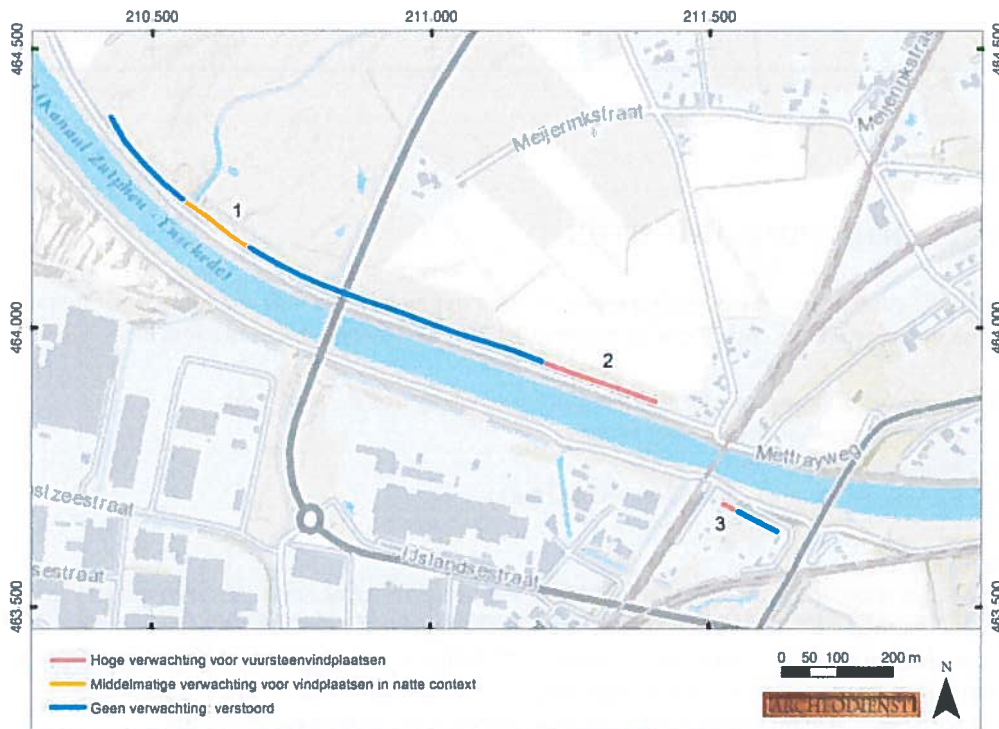 210.500 211.000 211.500
464.500 464.500
Meijerinkstraat
Meijerinkstraat
(Kanaal Zutphen - Enschede)
1
464.000 464.000
2
Mettrayweg
3
IJslandsestraat
463.500 463.500
Hoge verwachting voor vuursteenvindplaatsen
Middelmatige verwachting voor vindplaatsen in natte context
Geen verwachting: verstoord
0 50 100 200 m
N
ARCHEODIENST